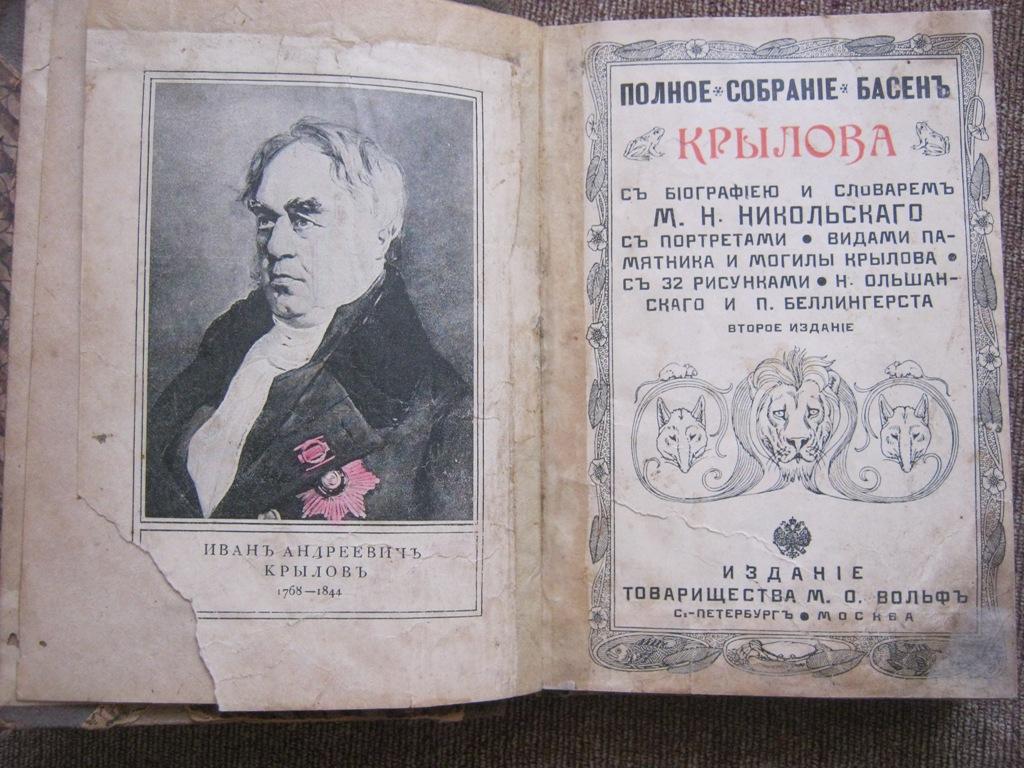 ИВАНЪ АНДРЕЕВИЧЪ
КРЫЛОВЪ
1768—1844
ПОЛНОЕ * СОБРАНІЕ * БАСЕНЪ
КРЫЛОВА
СЪ БІОГРАФІЕЮ И СЛОВАРЕМЪ
М. Н. НИКОЛЬСКАГО
СЪ ПОРТРЕТАМИ • ВИДАМИ ПА-
МЯТНИКА И МОГИЛЫ КРЫЛОВА •
СЪ 32 РИСУНКАМИ • Н. ОЛЬШАН-
СКАГО И П. БЕЛЛИНГЕРСТА
ВТОРОЕ ИЗДАНІЕ
ИЗДАНІЕ
ТОВАРИЩЕСТВА М. О. ВОЛЬФЪ
С.-ПЕТЕРБУРГЪ • МОСКВА